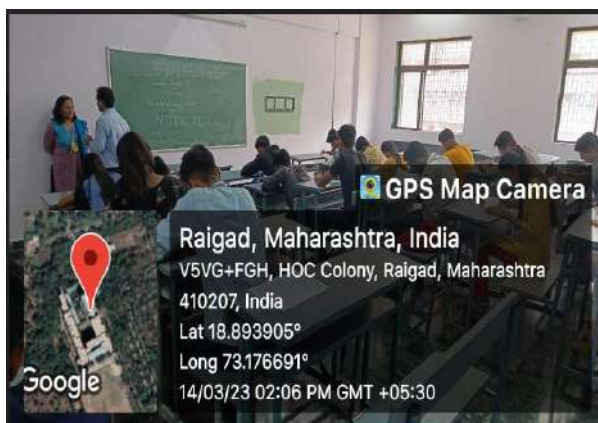 GPS Map Camera
Raigad, Maharashtra, India
V5VG+FGH, HOC Colony, Raigad, Maharashtra
410207, India
Lat 18.893905°
Long 73.176691°
14/03/23 02:06 PM GMT +05:30
Google